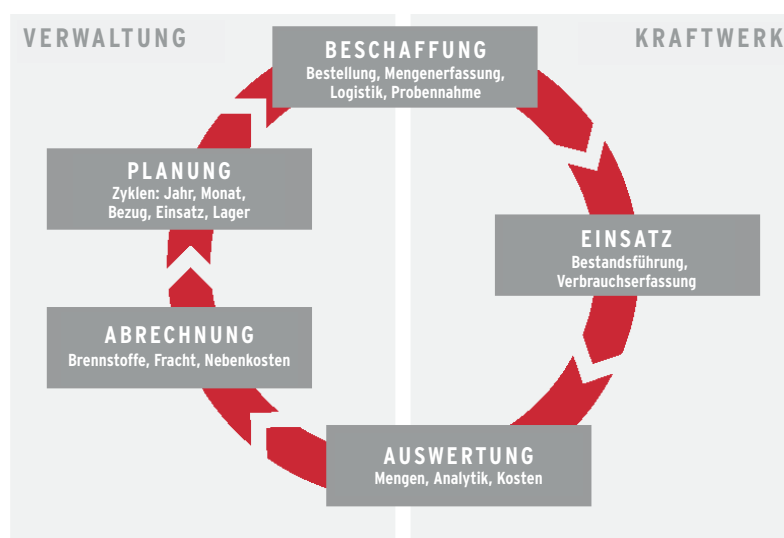 VERWALTUNG
KRAFTWERK
BESCHAFFUNG
Bestellung, Mengenerfassung,
Logistik, Probennahme
PLANUNG
Zyklen: Jahr, Monat,
Bezug, Einsatz, Lager
EINSATZ
Bestandsführung,
Verbrauchserfassung
ABRECHNUNG
Brennstoffe, Fracht, Nebenkosten
AUSWERTUNG
Mengen, Analytik, Kosten